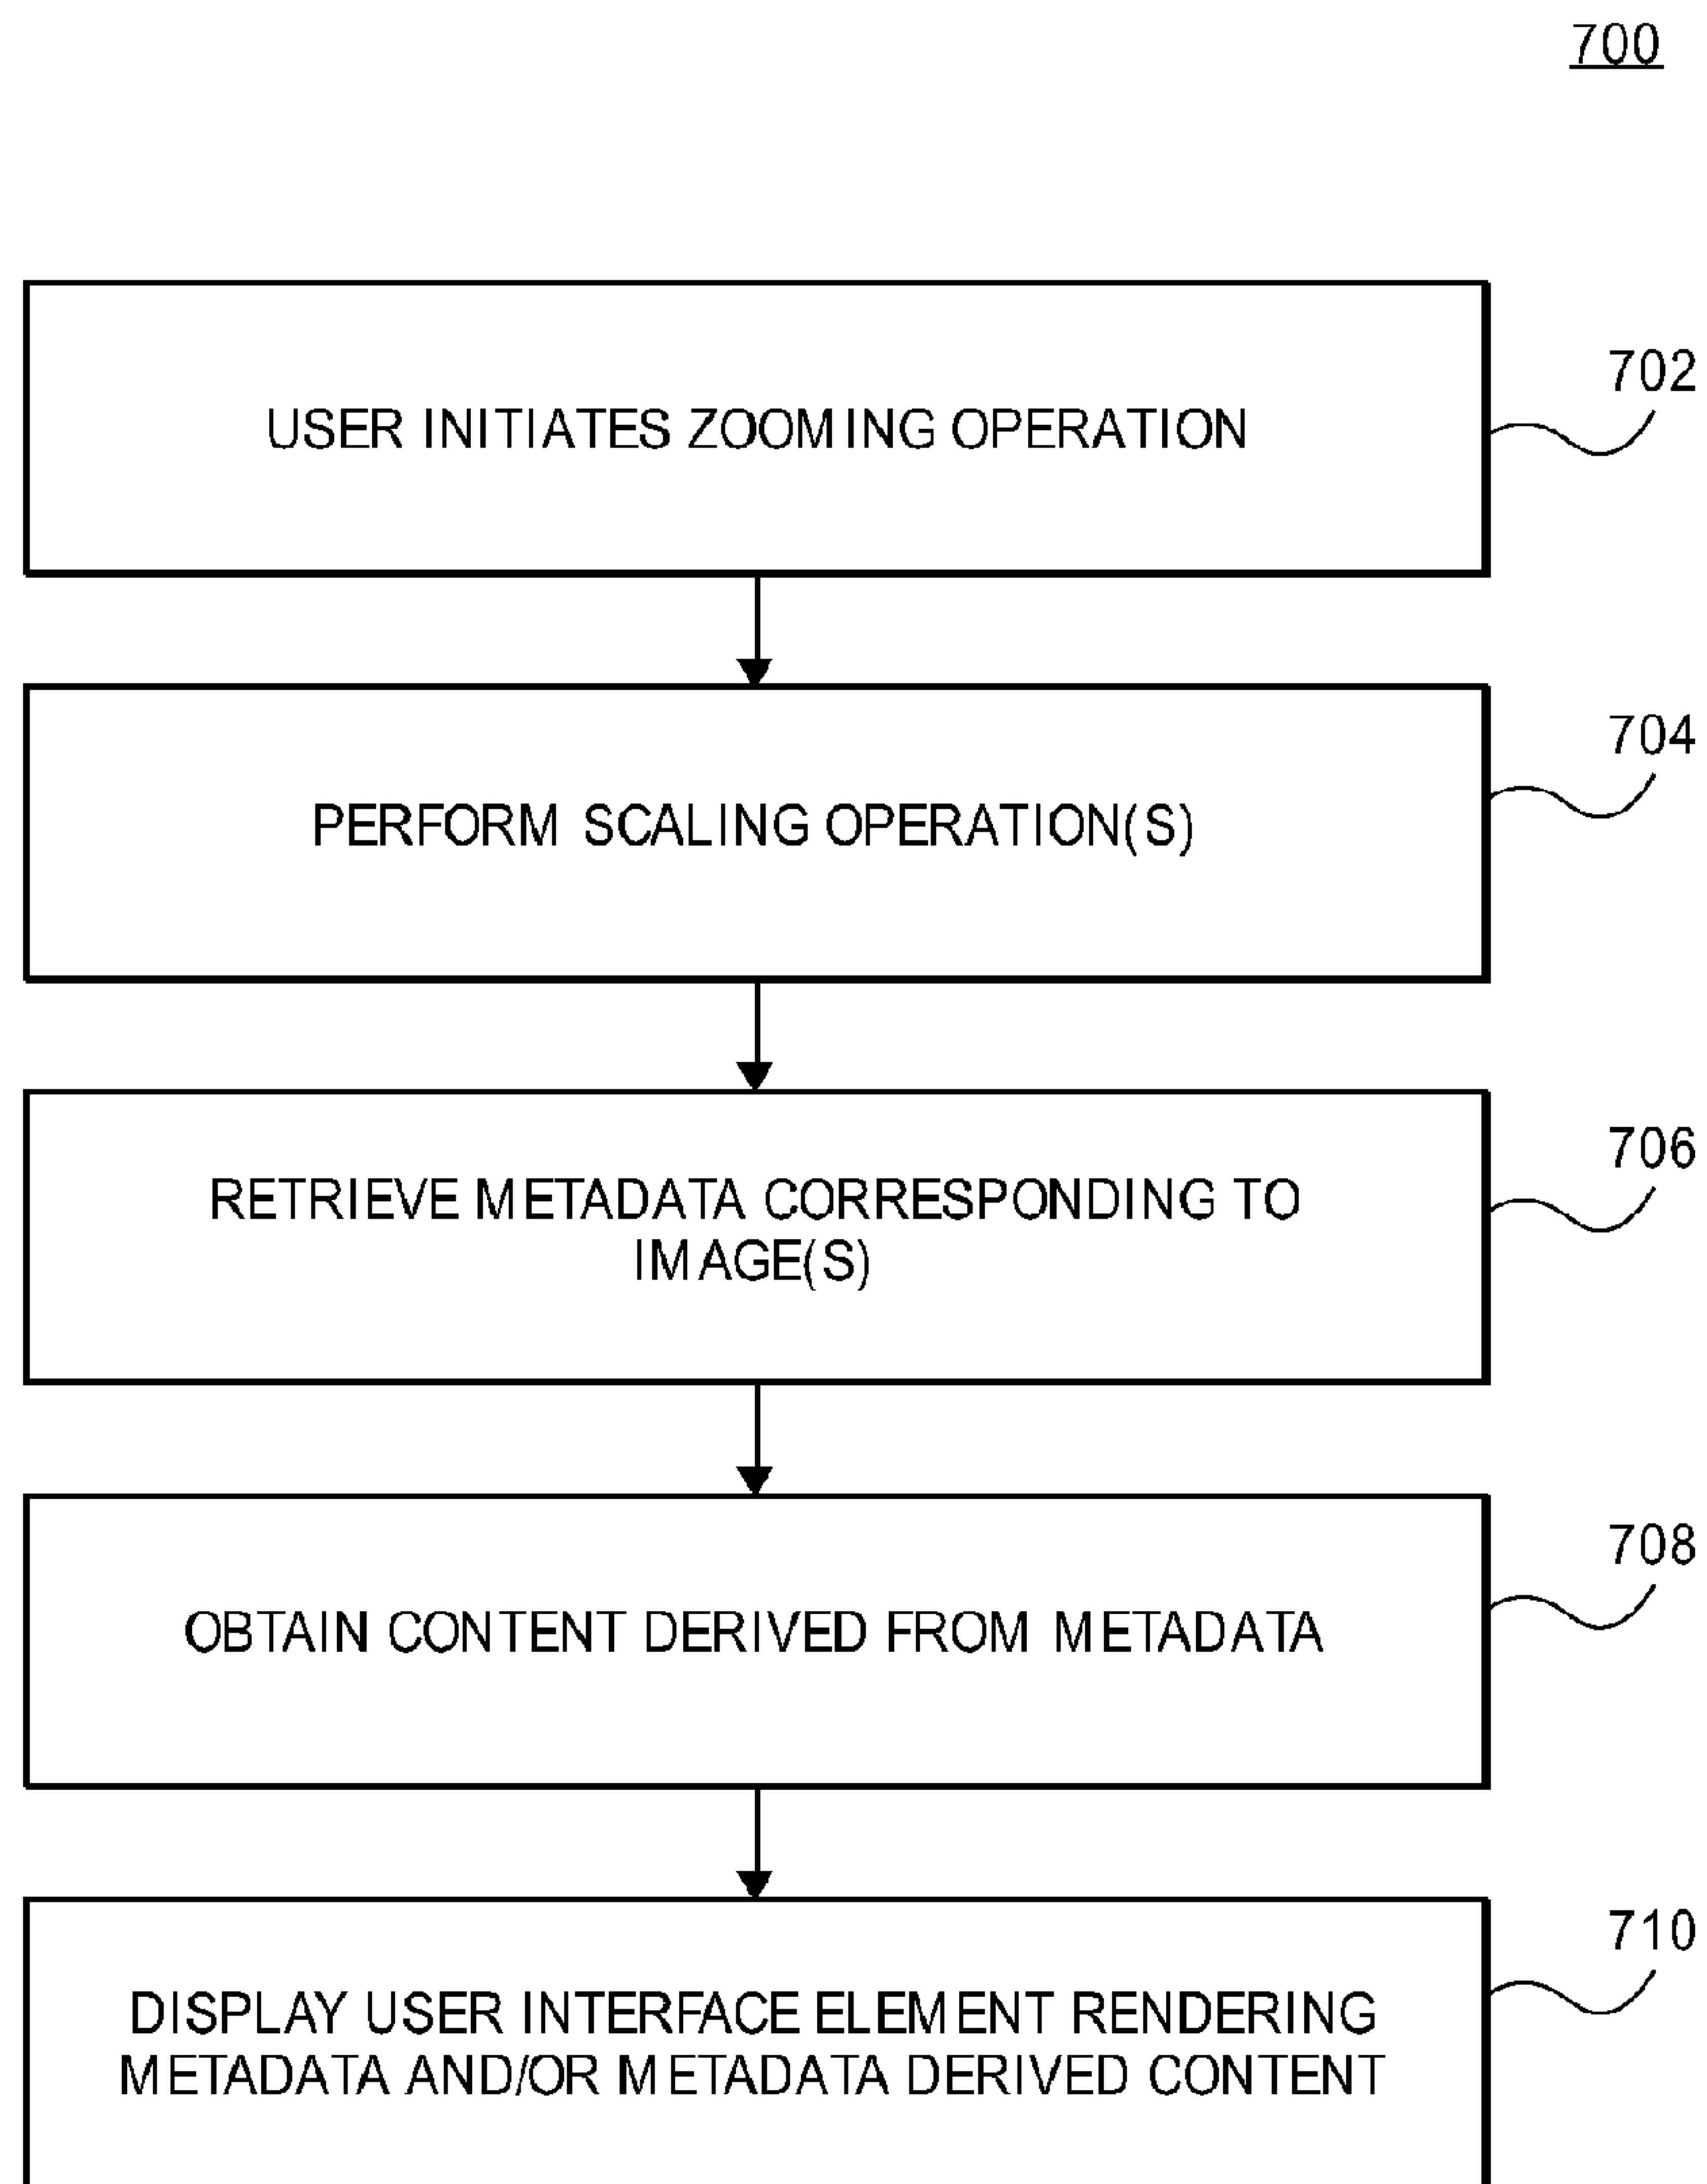 700
702
USER INITIATES ZOOMING OPERATION
704
PERFORM SCALING OPERATION(S)
706
RETRIEVE METADATA CORRESPONDING TO
IMAGE(S)
708
OBTAIN CONTENT DERIVED FROM METADATA
710
DISPLAY USER INTERFACE ELEMENT RENDERING
METADATA AND/OR METADATA DERIVED CONTENT